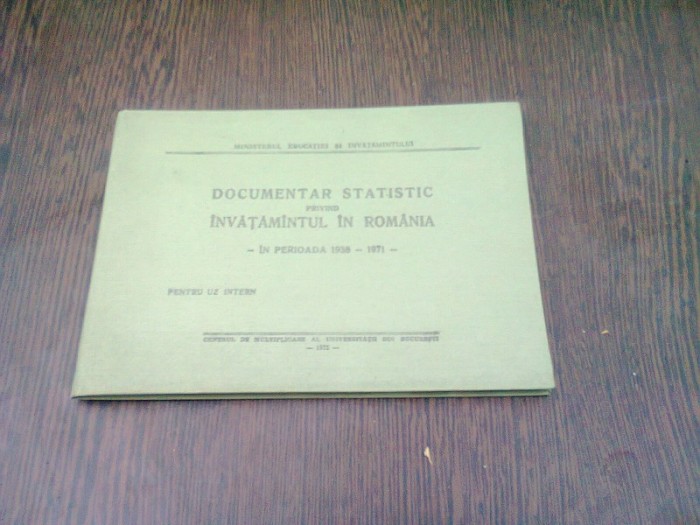 MINISTERUL EDUCAȚIEI ȘI ÎNVĂȚĂMÎNTULUI
DOCUMENTAR STATISTIC
PRIVIND
ÎNVĂȚĂMÎNTUL ÎN ROMÂNIA
- ÎN PERIOADA 1938 - 1971 -
PENTRU UZ INTERN
CENTRUL DE MULTIPLICARE AL UNIVERSITĂȚII DIN BUCUREȘTI